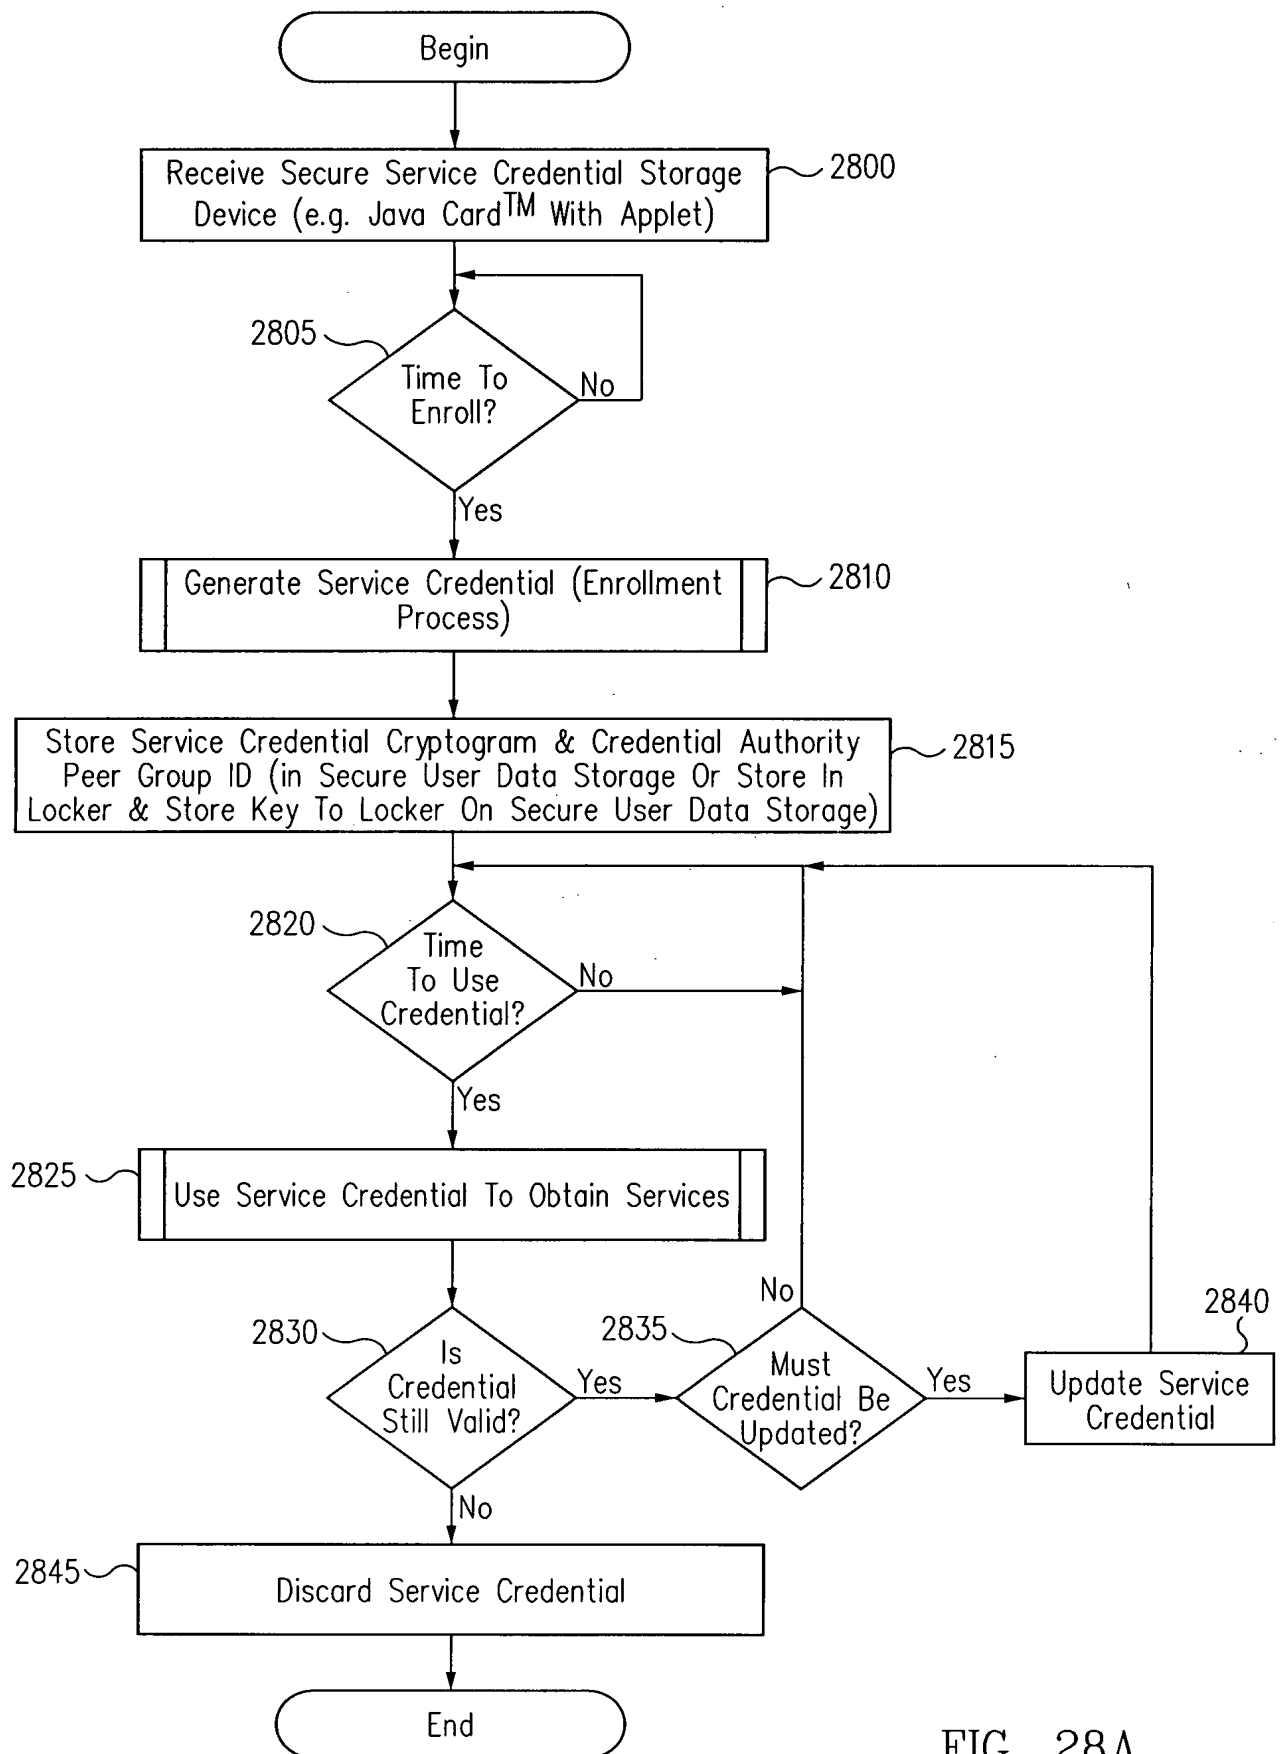 Begin
Receive Secure Service Credential Storage
Device (e.g. Java Card™ With Applet)
2800
2805
Time To
Enroll?
No
Yes
Generate Service Credential (Enrollment
Process)
2810
Store Service Credential Cryptogram & Credential Authority
Peer Group ID (in Secure User Data Storage Or Store In
Locker & Store Key To Locker On Secure User Data Storage)
2815
2820
Time
To Use
Credential?
No
Yes
2825
Use Service Credential To Obtain Services
2830
Is
Credential
Still Valid?
Yes
No
2835
Must
Credential Be
Updated?
No
Yes
2840
Update Service
Credential
2845
Discard Service Credential
End
FIG. 28A